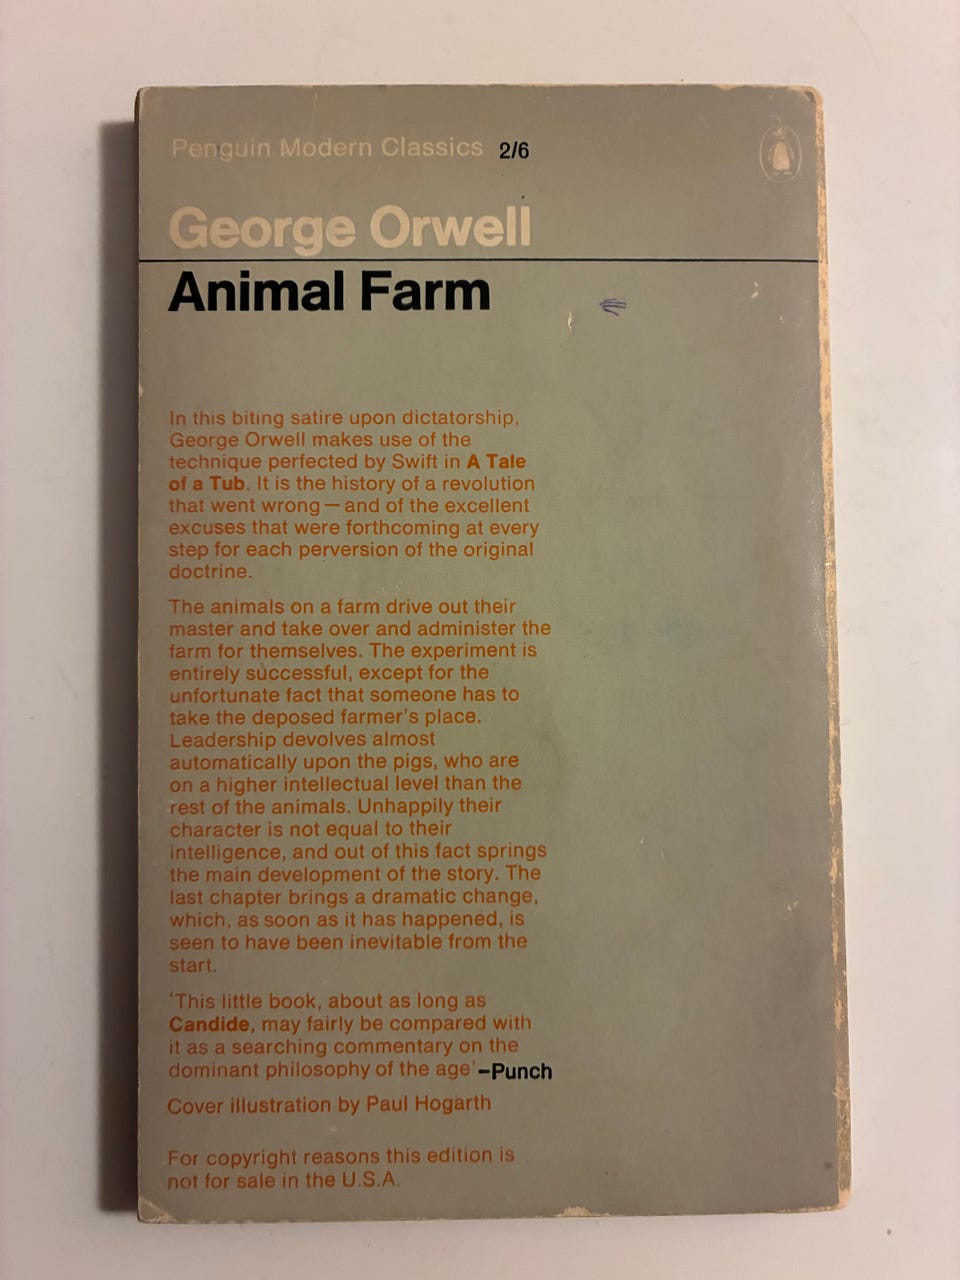 Penguin Modern Classics 2/6
George Orwell
Animal Farm
In this biting satire upon dictatorship,
George Orwell makes use of the
technique perfected by Swift in A Tale
of a Tub. It is the history of a revolution
that went wrong — and of the excellent
excuses that were forthcoming at every
step for each perversion of the original
doctrine.
The animals on a farm drive out their
master and take over and administer the
farm for themselves. The experiment is
entirely successful, except for the
unfortunate fact that someone has to
take the deposed farmer's place.
Leadership devolves almost
automatically upon the pigs, who are
on a higher intellectual level than the
rest of the animals. Unhappily their
character is not equal to their
intelligence, and out of this fact springs
the main development of the story. The
last chapter brings a dramatic change,
which, as soon as it has happened, is
seen to have been inevitable from the
start.
'This little book, about as long as
Candide, may fairly be compared with
it as a searching commentary on the
dominant philosophy of the age' –Punch
Cover illustration by Paul Hogarth
For copyright reasons this edition is
not for sale in the U.S.A.